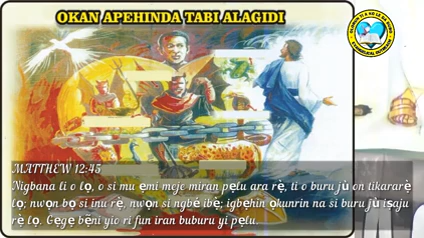 OKAN APEHINDA TABI ALAGIDI
MATTHEW 12:45
Nigbana li o lọ, o si mu ẹmi meje miran pẹlu ara rẹ̀, ti o buru jù on tikararẹ̀
lọ; nwọn bọ́ si inu rẹ̀, nwọn si ngbé ibẹ̀; igbẹhin ọkunrin na si buru jù iṣaju
rẹ̀ lọ. Gẹgẹ bẹ̃ni yio ri fun iran buburu yi pẹlu.